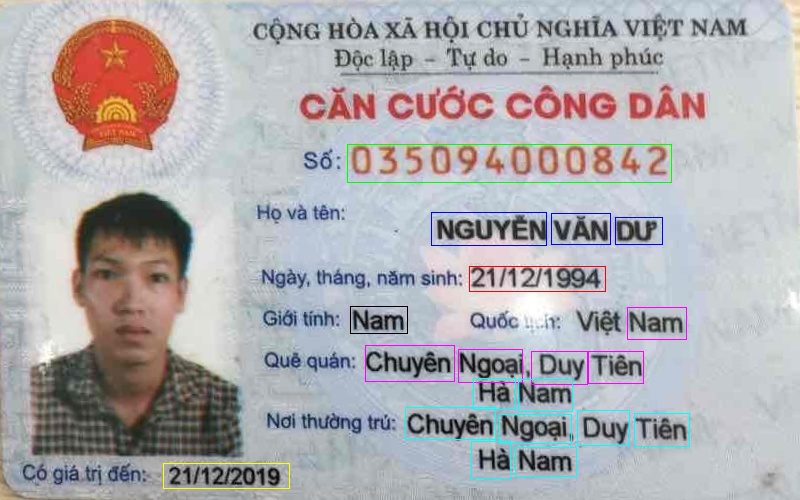 CỘNG HÒA XÃ HỘI CHỦ NGHĨA VIỆT NAM
Độc lập - Tự do - Hạnh phúc
CĂN CƯỚC CÔNG DÂN
Số: 035094000842
Họ và tên: NGUYỄN VĂN DƯ
Ngày, tháng, năm sinh: 21/12/1994
Giới tính: Nam Quốc tịch: Việt Nam
Quê quán: Chuyên Ngoại, Duy Tiên
Hà Nam
Nơi thường trú: Chuyên Ngoại, Duy Tiên
Hà Nam
Có giá trị đến: 21/12/2019
VIỆT NAM